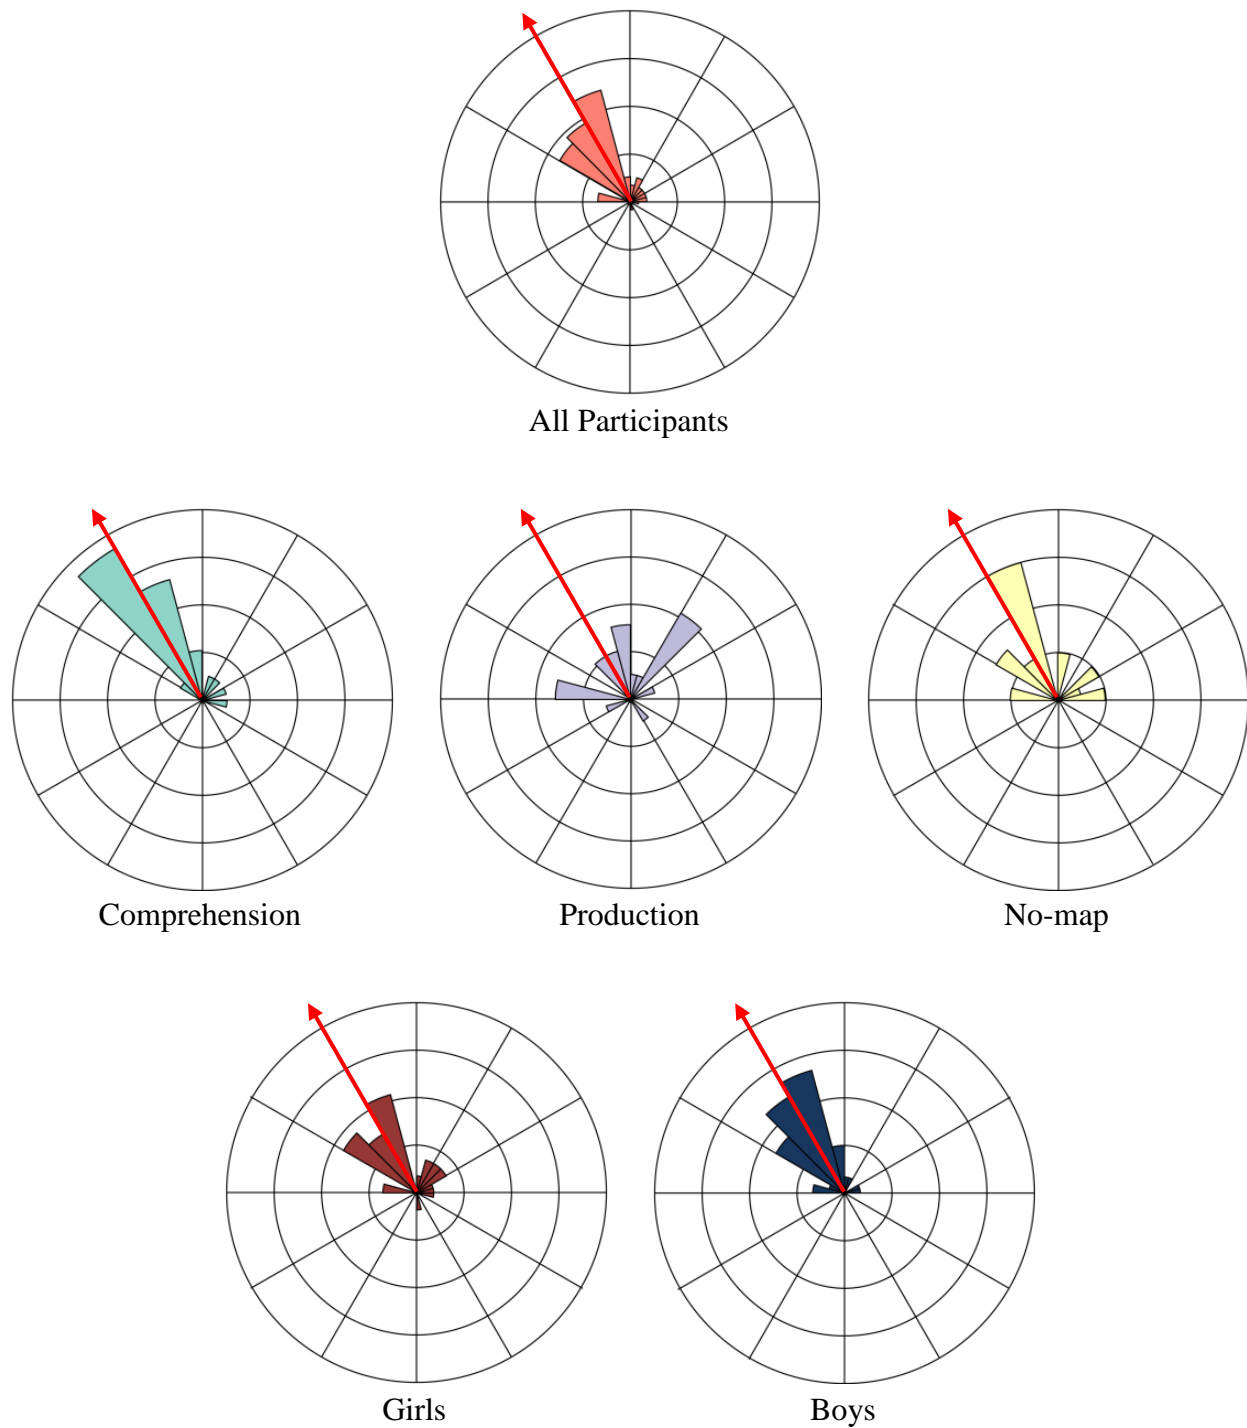 All Participants
Comprehension
Production
No-map
Girls
Boys